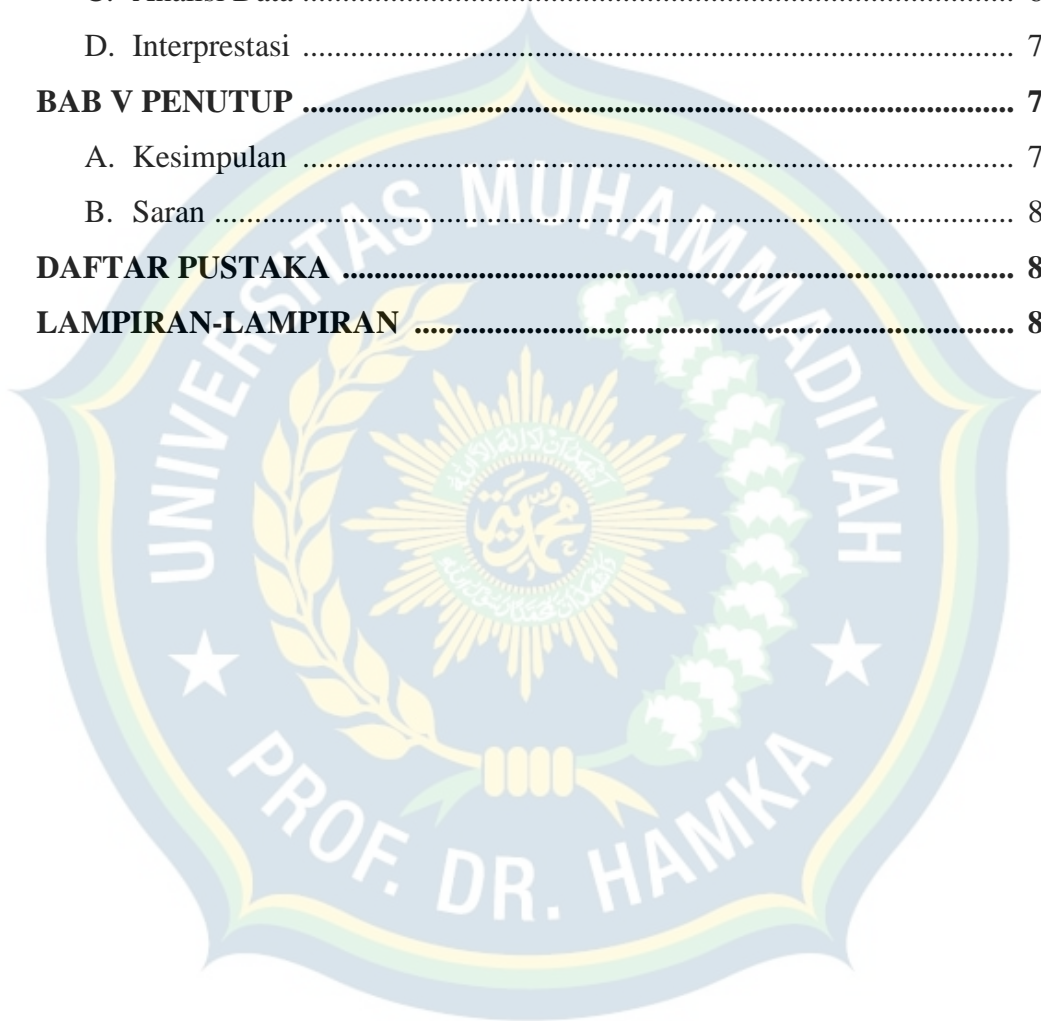 D. Interprestasi ........................................................................................ 7
BAB V PENUTUP ........................................................................................ 7
A. Kesimpulan ........................................................................................ 7
B. Saran ........................................................................................ 8
DAFTAR PUSTAKA ........................................................................................ 8
LAMPIRAN-LAMPIRAN ........................................................................................ 8
UNIVERSITAS MUHAMMADIYAH
PROF. DR. HAMKA